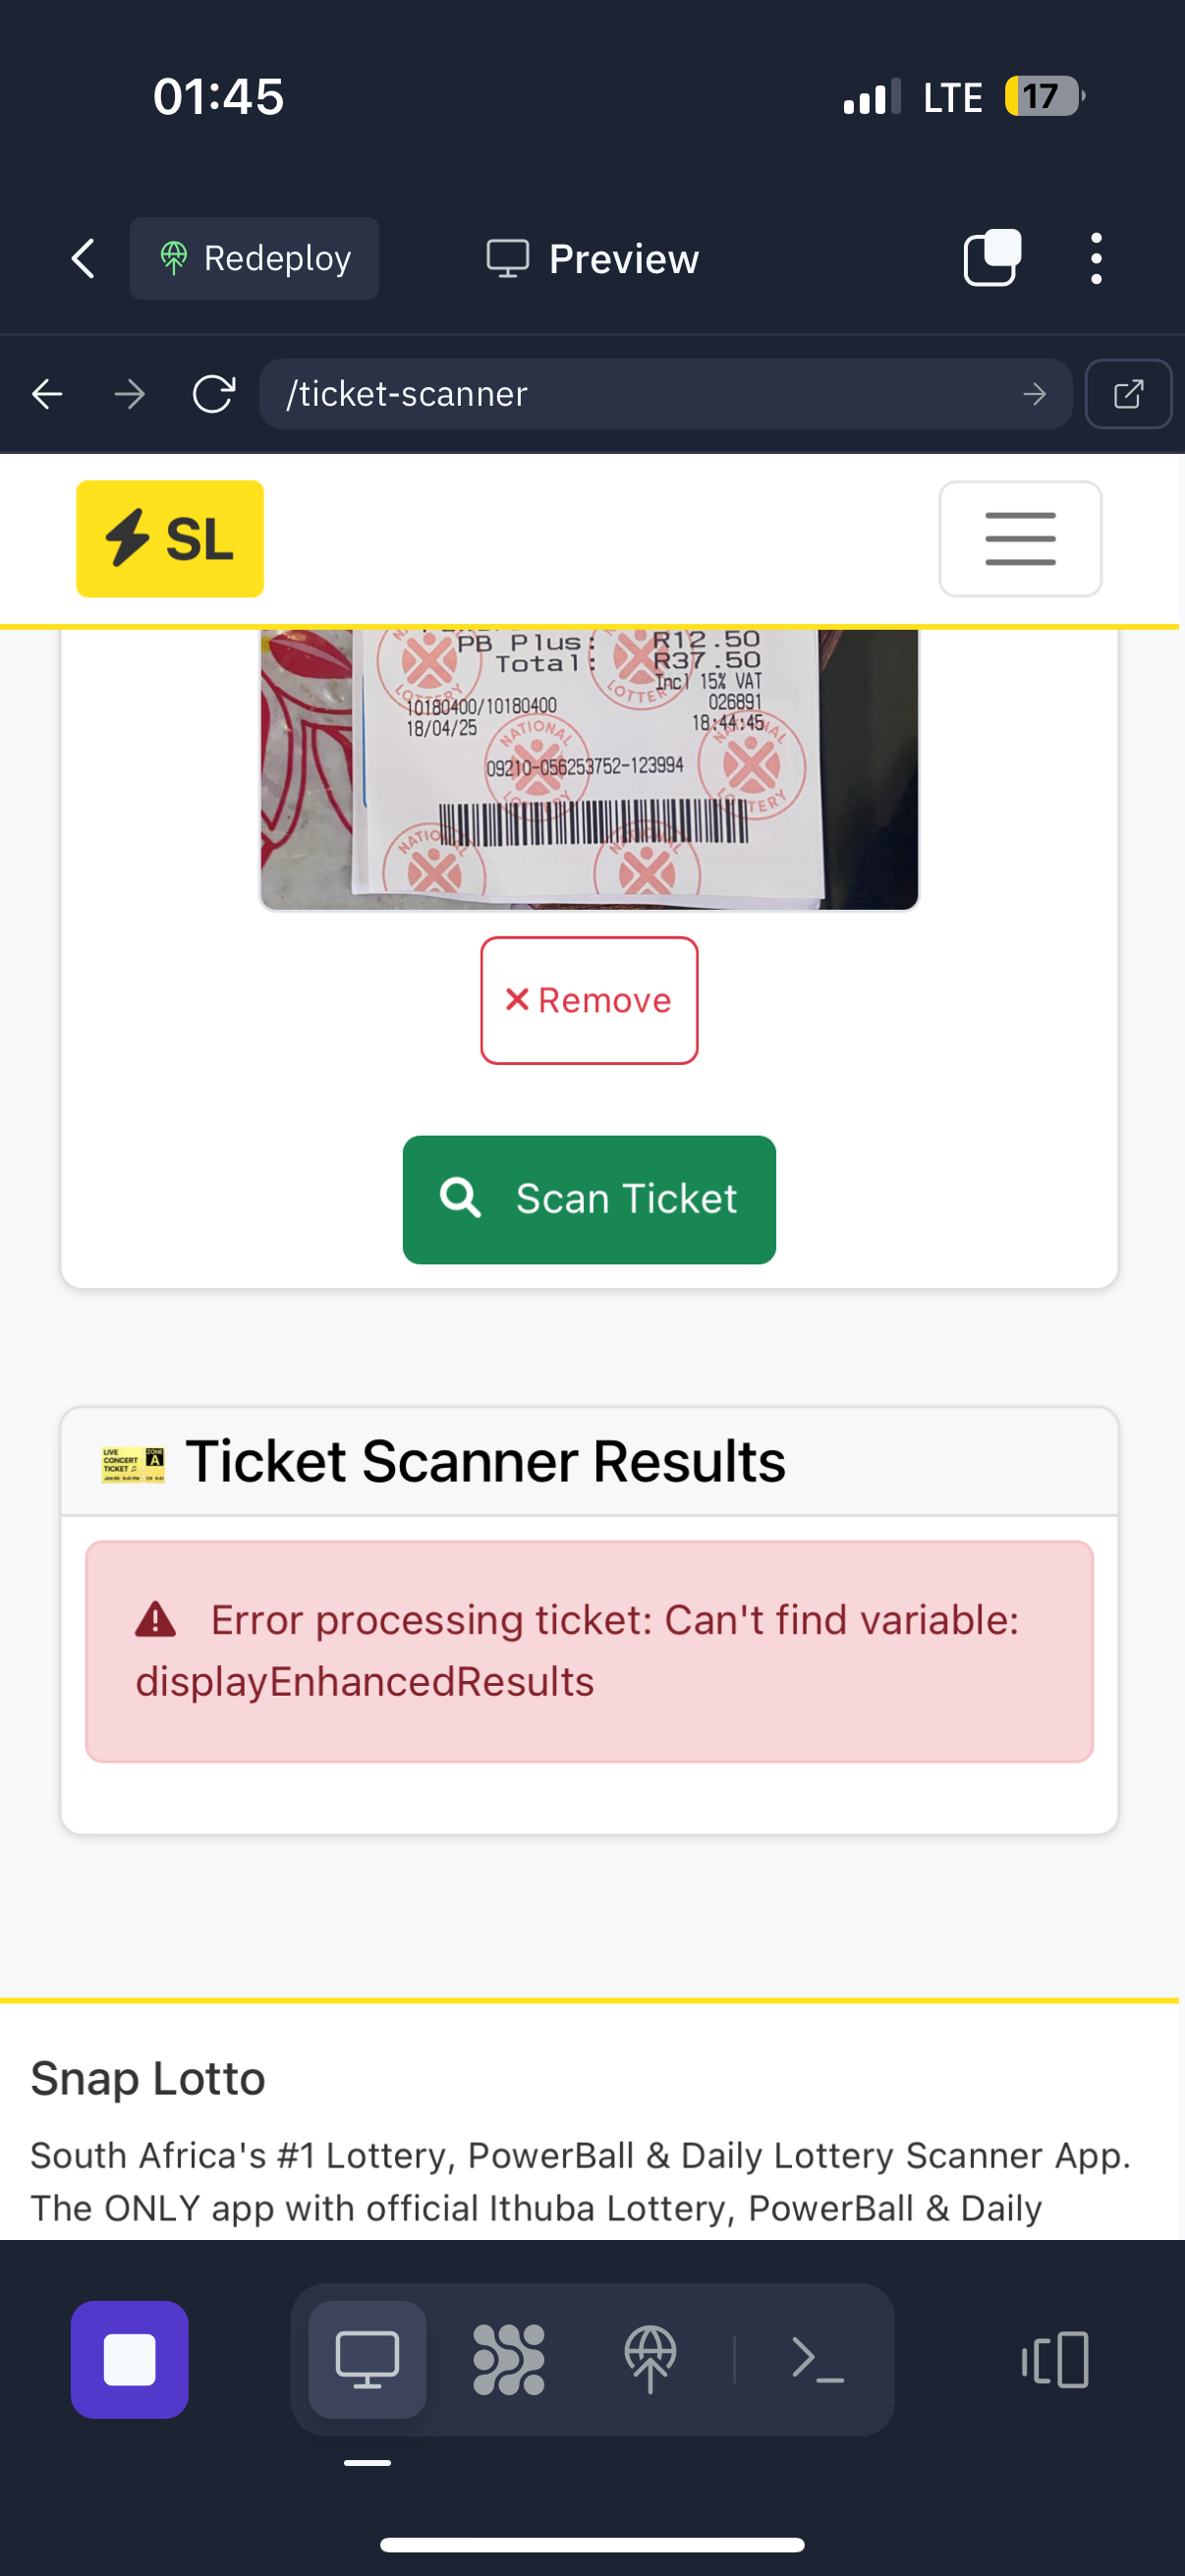 01:45
LTE
17
Redeploy
Preview
/ticket-scanner
SL
PB Plus: R12.50
Total: R37.50
Incl 15% VAT
10180400/10180400 026891
18/04/25 18:44:45
09210-056253752-123994
NATIONAL
LOTTERY
× Remove
Scan Ticket
LIVE
CONCERT
TICKET
ZONE
A
Ticket Scanner Results
Error processing ticket: Can't find variable:
displayEnhancedResults
Snap Lotto
South Africa's #1 Lottery, PowerBall & Daily Lottery Scanner App.
The ONLY app with official Ithuba Lottery, PowerBall & Daily